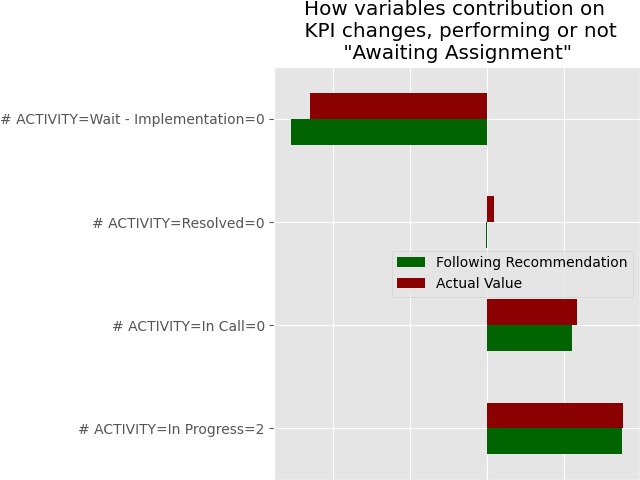 How variables contribution on
KPI changes, performing or not
"Awaiting Assignment"
# ACTIVITY=Wait - Implementation=0
# ACTIVITY=Resolved=0
Following Recommendation
Actual Value
# ACTIVITY=In Call=0
# ACTIVITY=In Progress=2